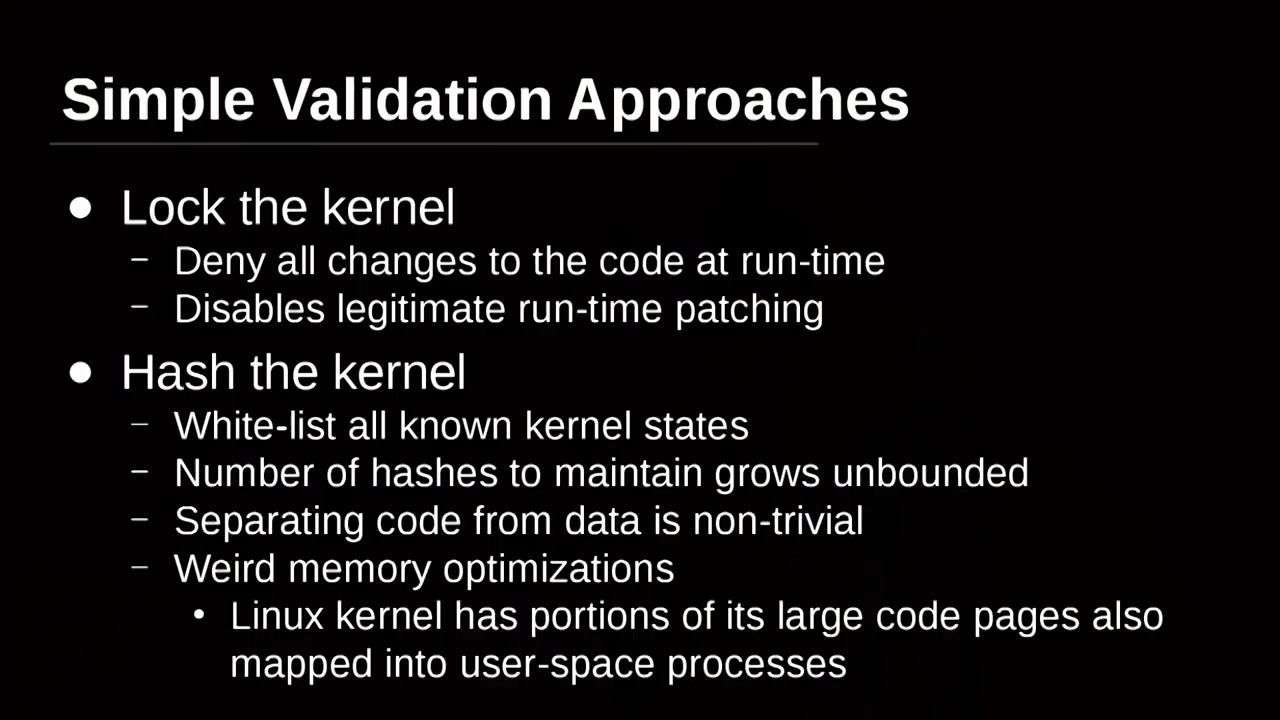 Simple Validation Approaches
● Lock the kernel
– Deny all changes to the code at run-time
– Disables legitimate run-time patching
● Hash the kernel
– White-list all known kernel states
– Number of hashes to maintain grows unbounded
– Separating code from data is non-trivial
– Weird memory optimizations
• Linux kernel has portions of its large code pages also
mapped into user-space processes